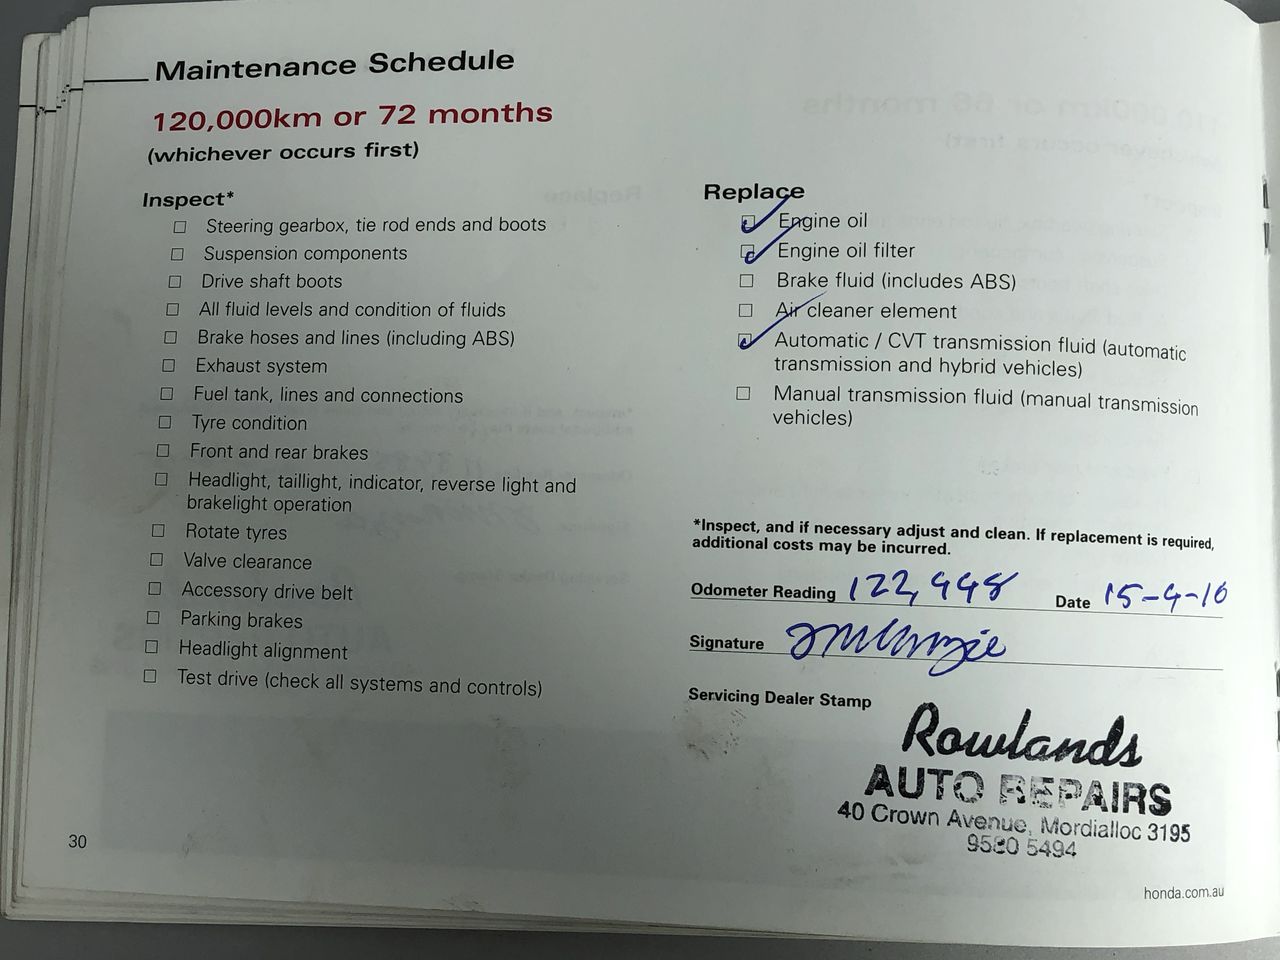 Maintenance Schedule
120,000km or 72 months
(whichever occurs first)
Inspect*
Steering gearbox, tie rod ends and boots
Suspension components
Drive shaft boots
All fluid levels and condition of fluids
Brake hoses and lines (including ABS)
Exhaust system
Fuel tank, lines and connections
Tyre condition
Front and rear brakes
Headlight, taillight, indicator, reverse light and
brakelight operation
Rotate tyres
Valve clearance
Accessory drive belt
Parking brakes
Headlight alignment
Test drive (check all systems and controls)
30
Replace
Engine oil
Engine oil filter
Brake fluid (includes ABS)
Air cleaner element
Automatic / CVT transmission fluid (automatic
transmission and hybrid vehicles)
Manual transmission fluid (manual transmission
vehicles)
*Inspect, and if necessary adjust and clean. If replacement is required,
additional costs may be incurred.
Odometer Reading Date 15-4-16
Signature
Servicing Dealer Stamp
Rowlands
AUTO REPAIRS
40 Crown Avenue, Mordialloc 3195
9580 5494
honda.com.au